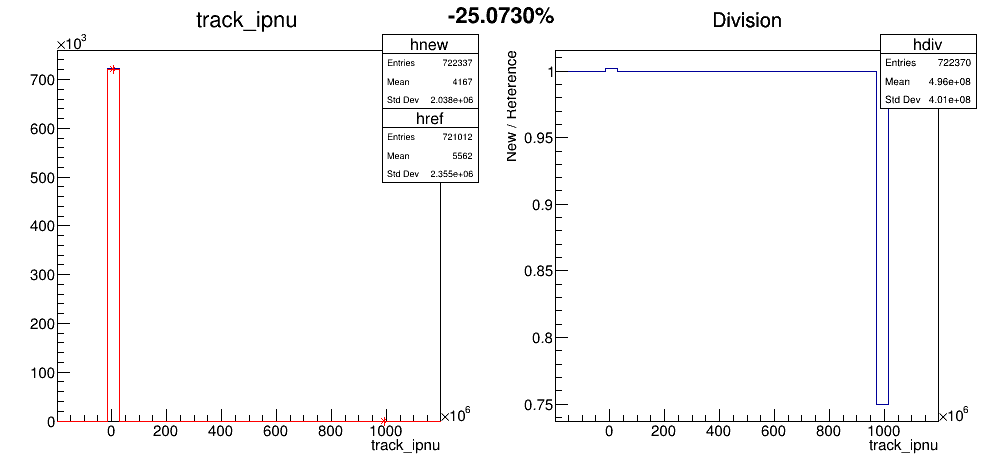 -25.0730%
track_ipnu
×10³
hnew
Entries 722337
Mean 4167
Std Dev 2.038e+06
href
Entries 721012
Mean 5562
Std Dev 2.355e+06
700
600
500
400
300
200
100
0
0 200 400 600 800 1000
×10⁶
track_ipnu
Division
hdiv
Entries 722370
Mean 4.96e+08
Std Dev 4.01e+08
New / Reference
1
0.95
0.9
0.85
0.8
0.75
0 200 400 600 800 1000
×10⁶
track_ipnu